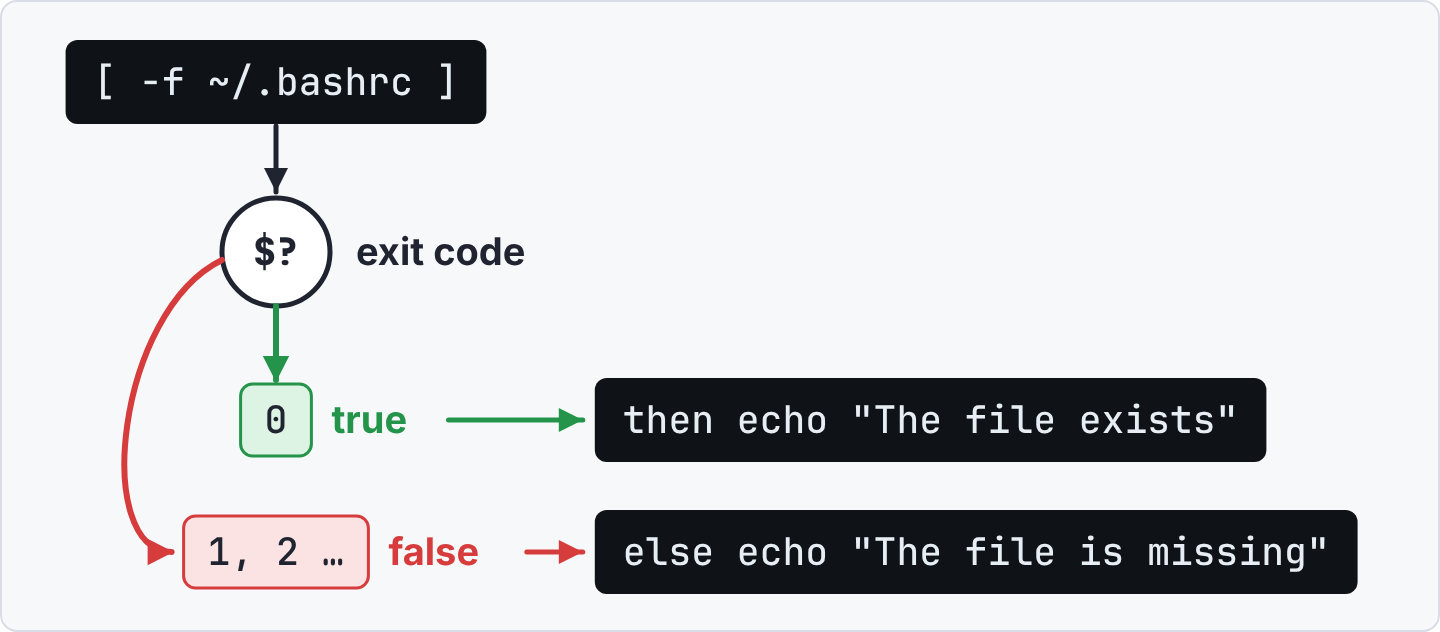 [ -f ~/.bashrc ]
$? exit code
0 true then echo "The file exists"
1, 2 … false else echo "The file is missing"